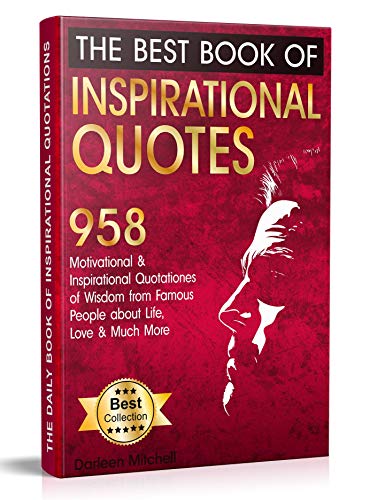 THE BEST BOOK OF
INSPIRATIONAL
QUOTES
958
Motivational &
Inspirational Quotationes
of Wisdom from Famous
People about Life,
Love & Much More
Best
Collection
Darleen Mitchell
THE DAILY BOOK OF INSPIRATIONAL QUOTATIONS